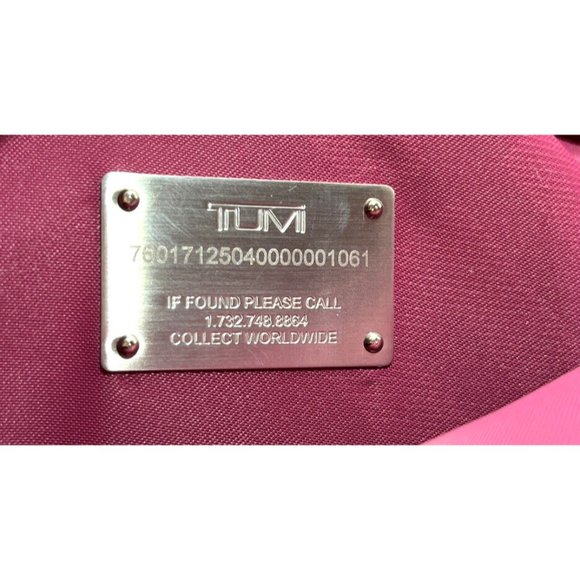 TUMI
76017125040000001061
IF FOUND PLEASE CALL
1.732.748.8864
COLLECT WORLDWIDE